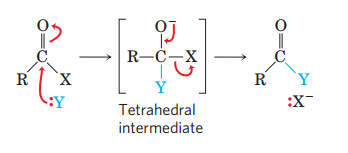 O O⁻ O
C R–C–X C
R X Y R Y
:Y :X⁻
Tetrahedral
intermediate